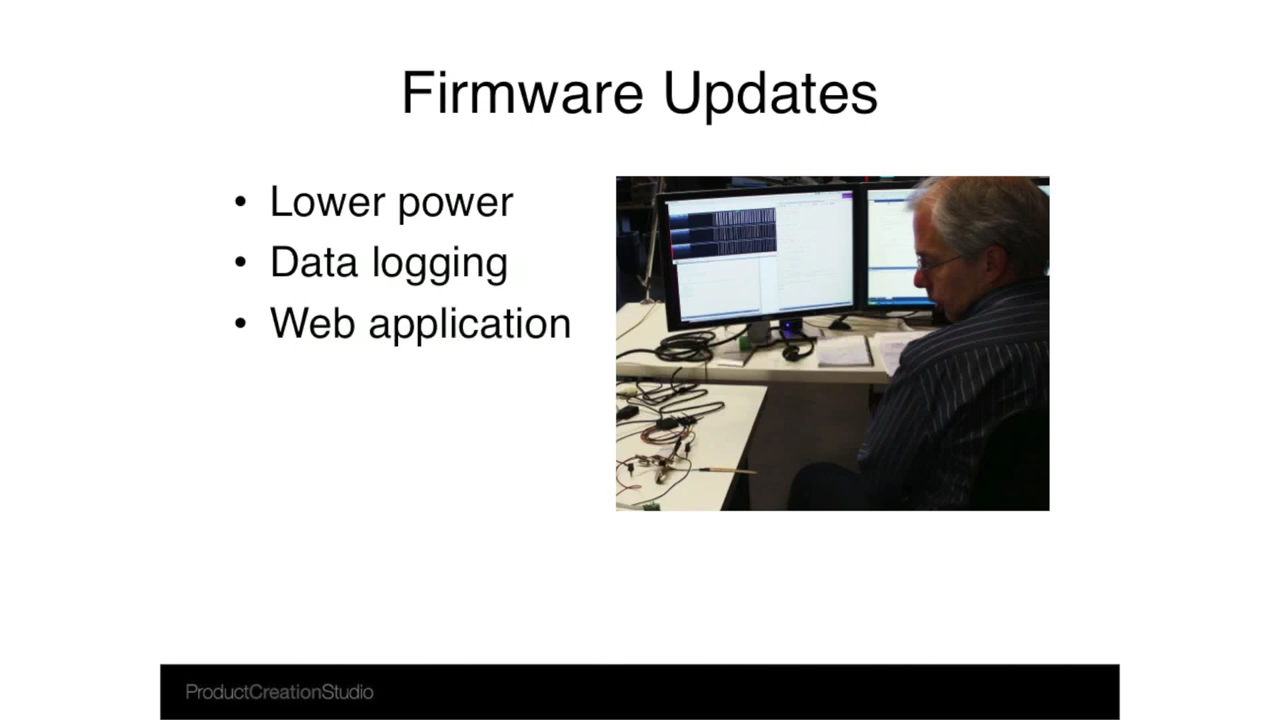 Firmware Updates
• Lower power
• Data logging
• Web application
ProductCreationStudio